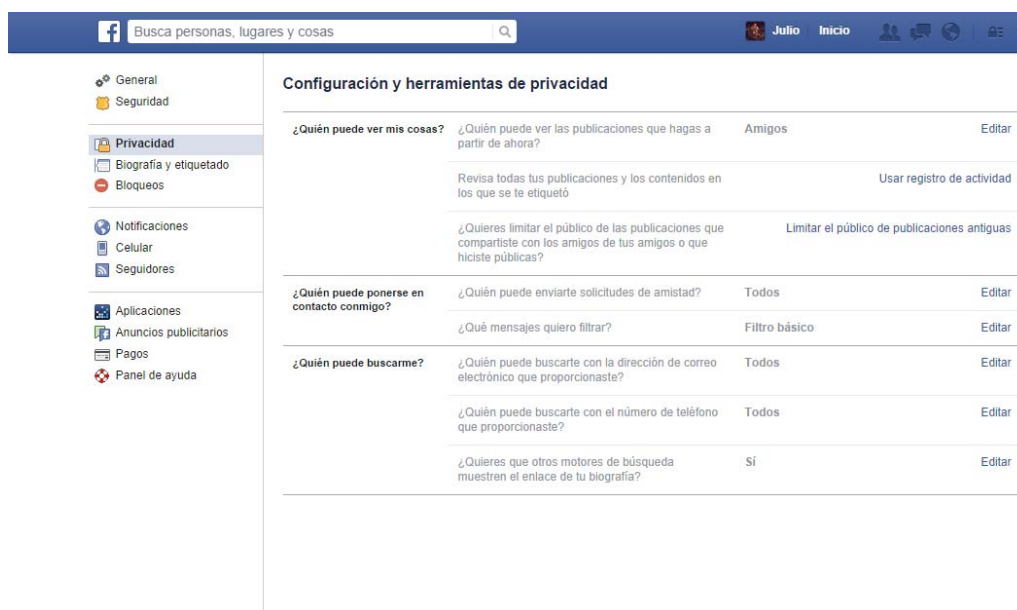 f
Busca personas, lugares y cosas
Julio
Inicio
General
Seguridad
Privacidad
Biografía y etiquetado
Bloqueos
Notificaciones
Celular
Seguidores
Aplicaciones
Anuncios publicitarios
Pagos
Panel de ayuda
Configuración y herramientas de privacidad
¿Quién puede ver mis cosas?
¿Quién puede ver las publicaciones que hagas a
partir de ahora?
Amigos
Editar
Revisa todas tus publicaciones y los contenidos en
los que se te etiquetó
Usar registro de actividad
¿Quieres limitar el público de las publicaciones que
compartiste con los amigos de tus amigos o que
hiciste públicas?
Limitar el público de publicaciones antiguas
¿Quién puede ponerse en
contacto conmigo?
¿Quién puede enviarte solicitudes de amistad?
Todos
Editar
¿Qué mensajes quiero filtrar?
Filtro básico
Editar
¿Quién puede buscarme?
¿Quién puede buscarte con la dirección de correo
electrónico que proporcionaste?
Todos
Editar
¿Quién puede buscarte con el número de teléfono
que proporcionaste?
Todos
Editar
¿Quieres que otros motores de búsqueda
muestren el enlace de tu biografía?
Sí
Editar